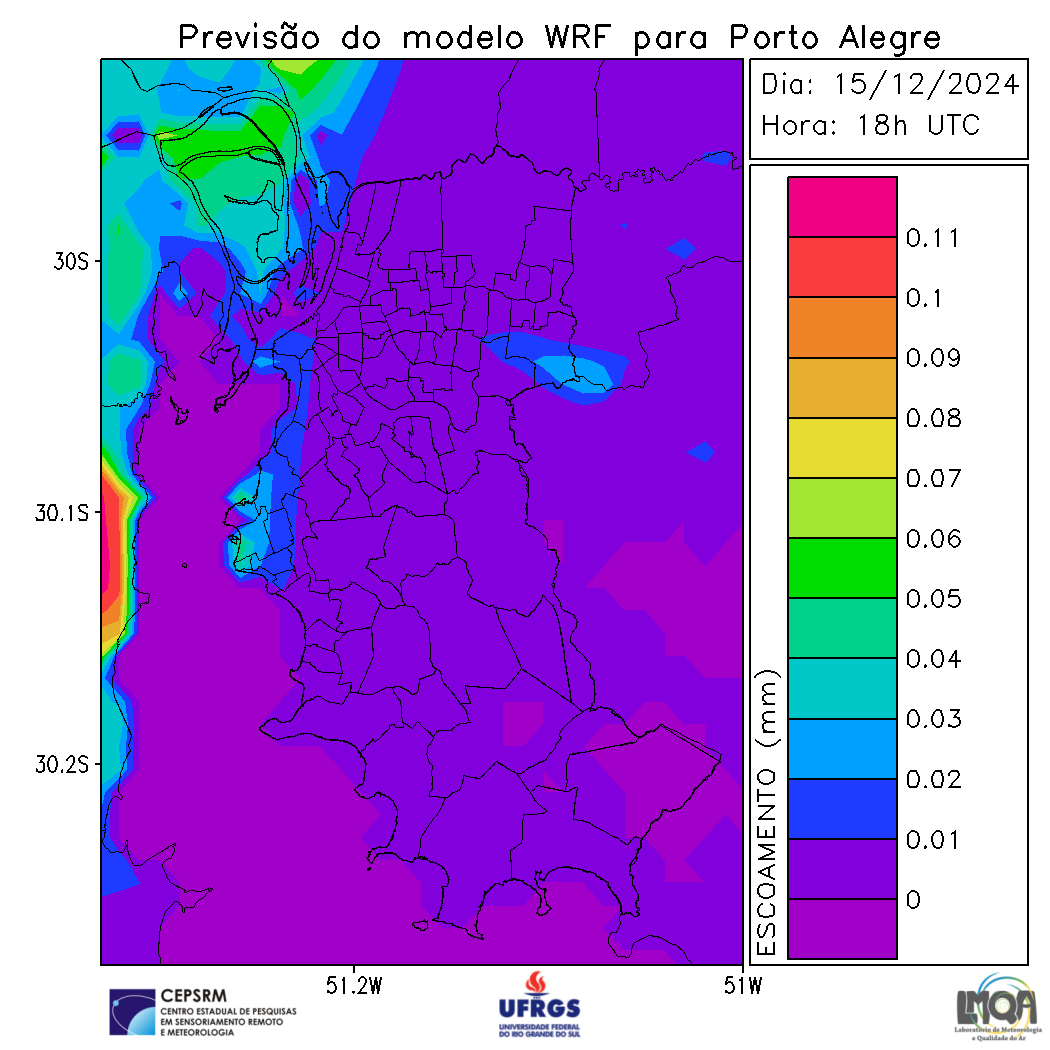 Previsão do modelo WRF para Porto Alegre
Dia: 15/12/2024
Hora: 18h UTC
30S
30.1S
30.2S
51.2W
51W
ESCOAMENTO (mm)
0.11
0.1
0.09
0.08
0.07
0.06
0.05
0.04
0.03
0.02
0.01
0
CEPSRM
CENTRO ESTADUAL DE PESQUISAS
EM SENSORIAMENTO REMOTO
E METEOROLOGIA
UFRGS
UNIVERSIDADE FEDERAL
DO RIO GRANDE DO SUL
LMQA
Laboratório de Meteorologia
e Qualidade do Ar